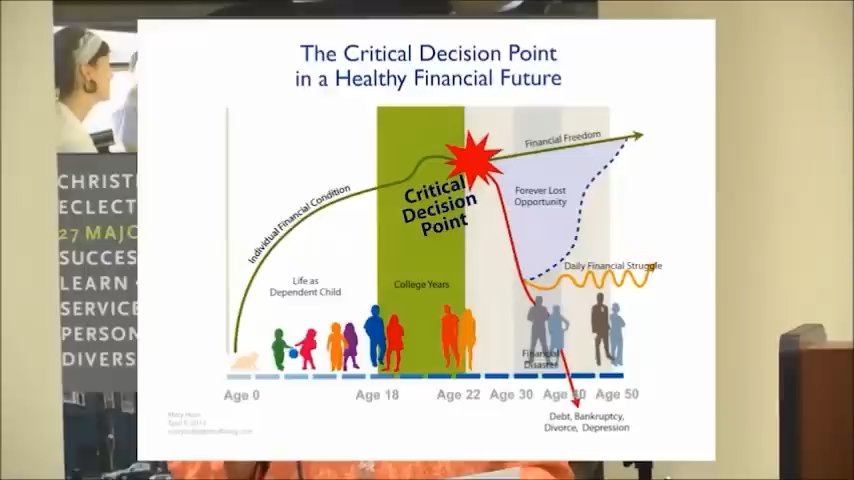 The Critical Decision Point
in a Healthy Financial Future
CHRIST
ECLECT
27 MAJO
SUCCES
LEARN
SERVICE
PERSON
DIVERS
Individual Financial Condition
Critical
Decision
Point
Financial Freedom
Forever Lost
Opportunity
Daily Financial Struggle
Life as
Dependent Child
College Years
Financial
Disaster
Age 0
Age 18
Age 22
Age 30
Age 40
Age 50
Debt, Bankruptcy,
Divorce, Depression
Mary Hunt